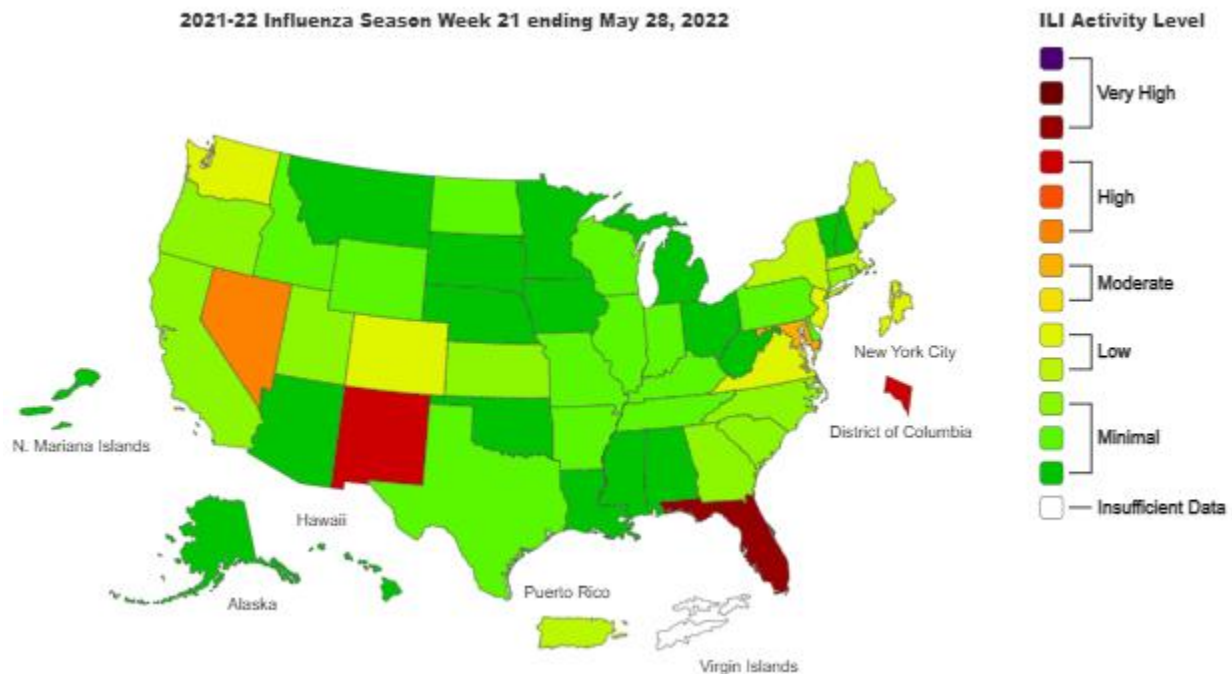 2021-22 Influenza Season Week 21 ending May 28, 2022
ILI Activity Level
Very High
High
Moderate
Low
Minimal
Insufficient Data
New York City
District of Columbia
N. Mariana Islands
Hawaii
Alaska
Puerto Rico
Virgin Islands